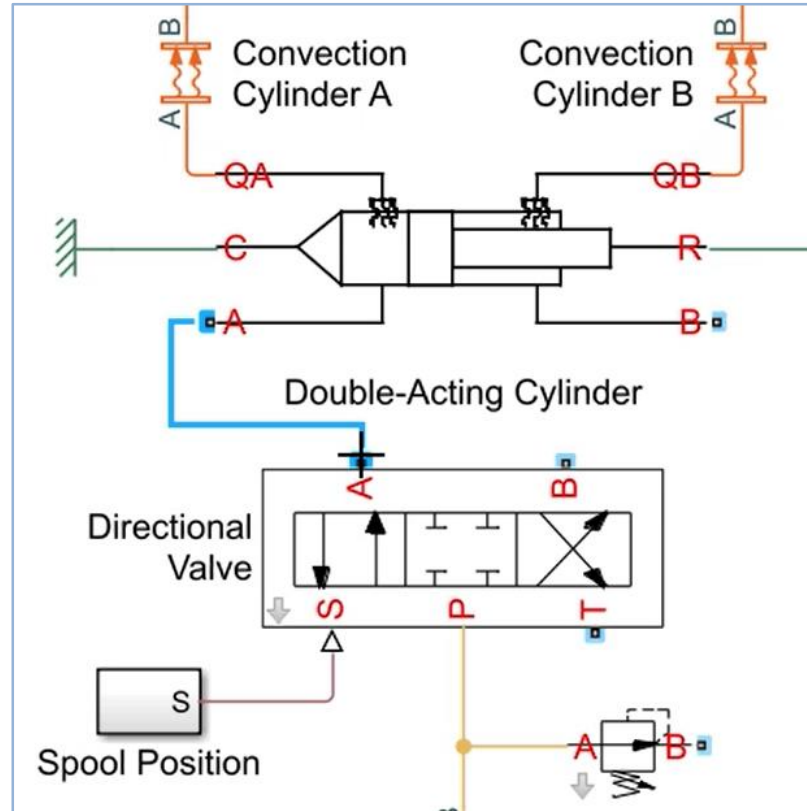 B
B
Convection
Cylinder A
Convection
Cylinder B
A
A
QA
QB
C
R
A
B
Double-Acting Cylinder
A
B
Directional
Valve
S
P
T
S
A
B
Spool Position